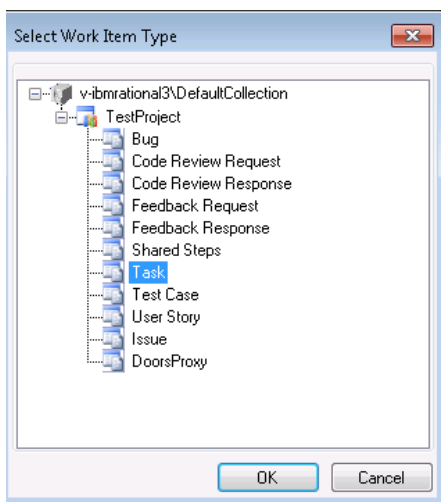 Select Work Item Type
v-ibmrational3\DefaultCollection
TestProject
Bug
Code Review Request
Code Review Response
Feedback Request
Feedback Response
Shared Steps
Task
Test Case
User Story
Issue
DoorsProxy
OK Cancel